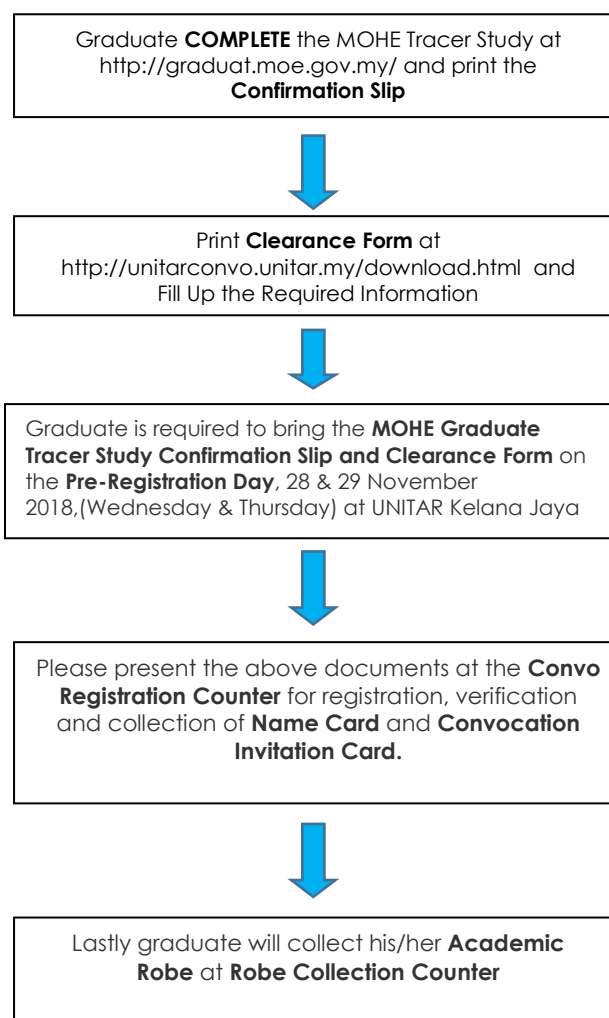 Graduate COMPLETE the MOHE Tracer Study at
http://graduat.moe.gov.my/ and print the
Confirmation Slip
Print Clearance Form at
http://unitarconvo.unitar.my/download.html and
Fill Up the Required Information
Graduate is required to bring the MOHE Graduate
Tracer Study Confirmation Slip and Clearance Form on
the Pre-Registration Day, 28 & 29 November
2018,(Wednesday & Thursday) at UNITAR Kelana Jaya
Please present the above documents at the Convo
Registration Counter for registration, verification
and collection of Name Card and Convocation
Invitation Card.
Lastly graduate will collect his/her Academic
Robe at Robe Collection Counter